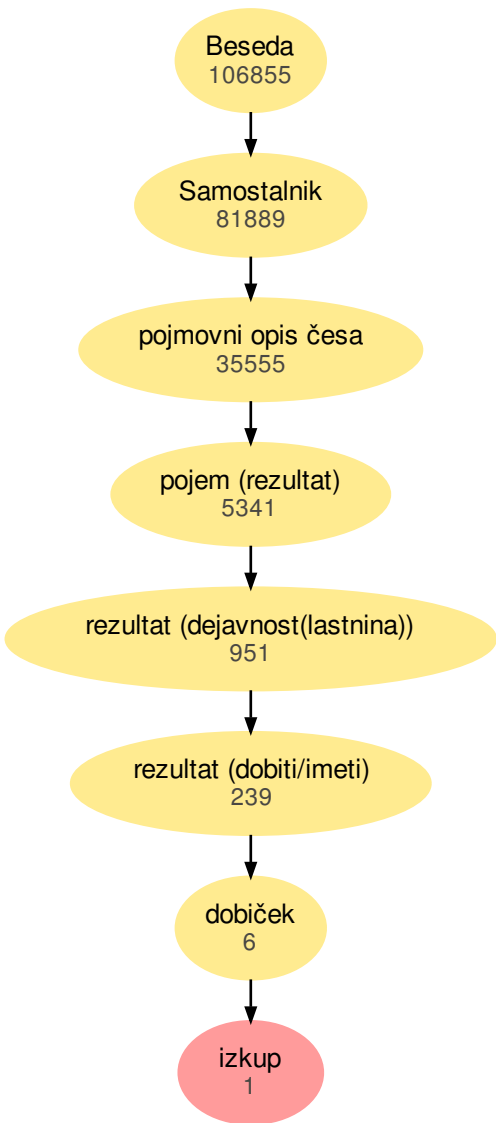 Beseda
106855
Samostalnik
81889
pojmovni opis česa
35555
pojem (rezultat)
5341
rezultat (dejavnost(lastnina))
951
rezultat (dobiti/imeti)
239
dobiček
6
izkup
1